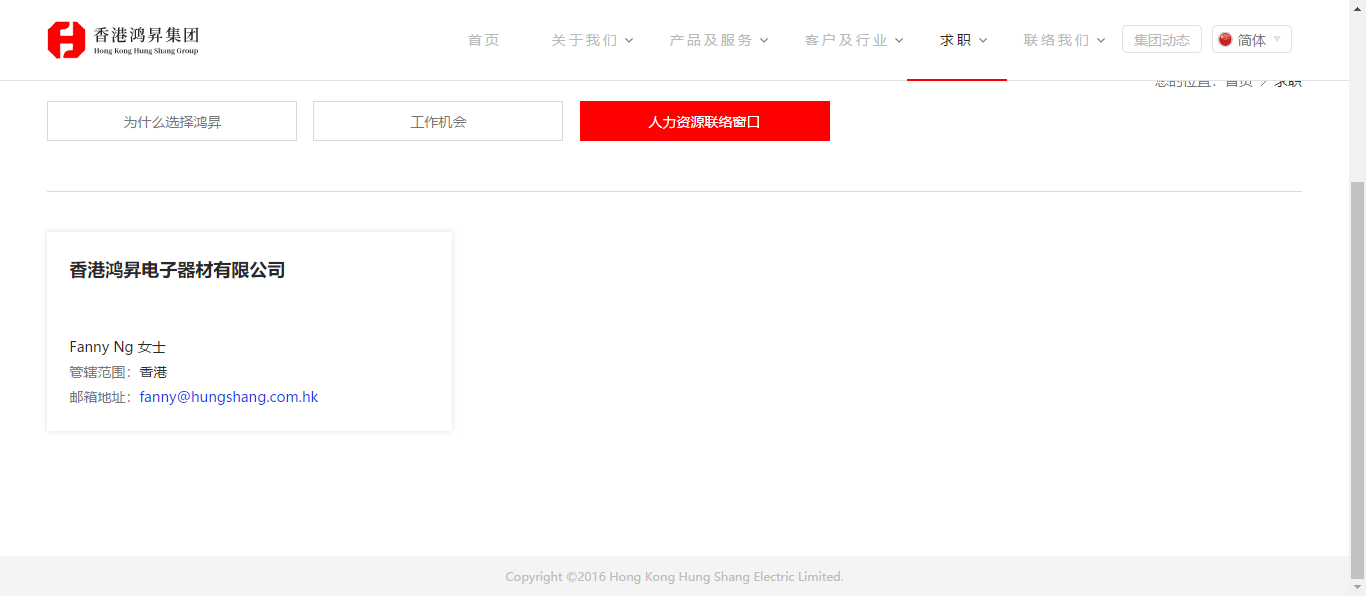 香港鸿昇集团
Hong Kong Hung Shang Group
首页
关于我们
产品及服务
客户及行业
求职
联络我们
集团动态
简体
您的位置：首页 > 求职
为什么选择鸿昇
工作机会
人力资源联络窗口
香港鸿昇电子器材有限公司
Fanny Ng 女士
管辖范围：香港
邮箱地址：fanny@hungshang.com.hk
Copyright ©2016 Hong Kong Hung Shang Electric Limited.